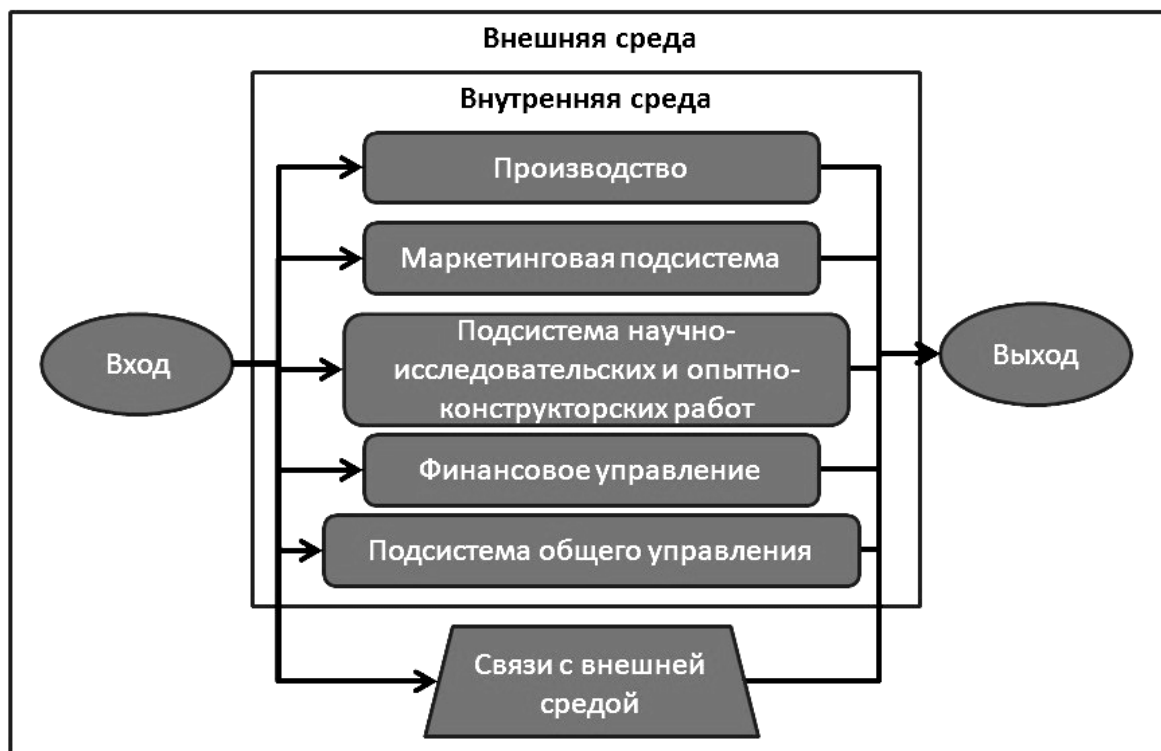 Внешняя среда
Внутренняя среда
Производство
Маркетинговая подсистема
Вход
Подсистема научно-
исследовательских и опытно-
конструкторских работ
Выход
Финансовое управление
Подсистема общего управления
Связи с внешней
средой